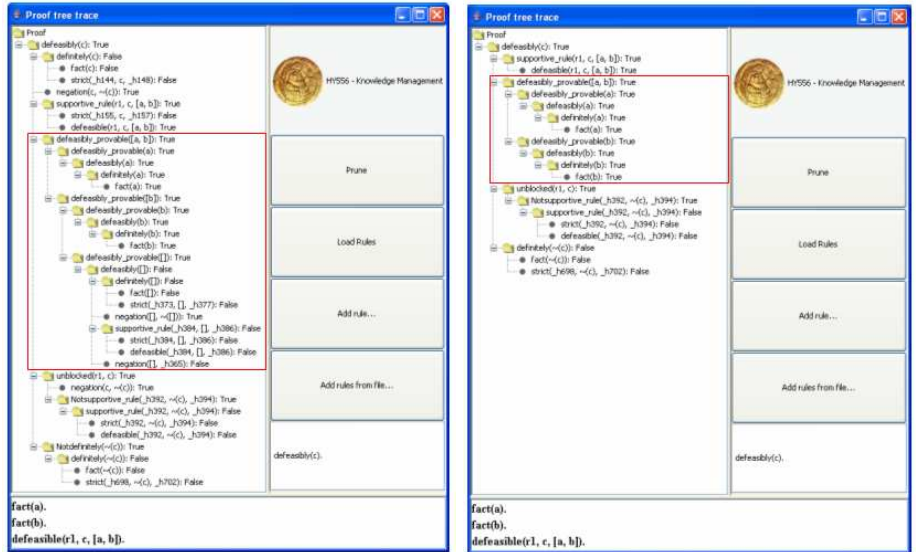 Proof tree trace
Proof
defeasibly(c): True
definitely(c): False
fact(c): False
strict(_h144, c, _h148): False
negation(c, ~(c)): True
supportive_rule(r1, c, [a, b]): True
strict(_h155, c, _h157): False
defeasible(r1, c, [a, b]): True
defeasibly_provable([a, b]): True
defeasibly_provable(a): True
defeasibly(a): True
definitely(a): True
fact(a): True
defeasibly_provable([b]): True
defeasibly_provable(b): True
defeasibly(b): True
definitely(b): True
fact(b): True
defeasibly_provable([]): True
defeasibly([]): False
definitely([]): False
fact([]): False
strict(_h373, [], _h377): False
negation([], ~([])): True
supportive_rule(_h384, [], _h386): False
strict(_h384, [], _h386): False
defeasible(_h384, [], _h386): False
negation([], _h365): False
unblocked(r1, c): True
negation(c, ~(c)): True
Notsupportive_rule(_h392, ~(c), _h394): True
supportive_rule(_h392, ~(c), _h394): False
strict(_h392, ~(c), _h394): False
defeasible(_h392, ~(c), _h394): False
Notdefinitely(~(c)): True
definitely(~(c)): False
fact(~(c)): False
strict(_h698, ~(c), _h702): False
HY556 - Knowledge Management
Prune
Load Rules
Add rule...
Add rules from file...
defeasibly(c).
fact(a).
fact(b).
defeasible(r1, c, [a, b]).
Proof tree trace
Proof
defeasibly(c): True
supportive_rule(r1, c, [a, b]): True
defeasible(r1, c, [a, b]): True
defeasibly_provable([a, b]): True
defeasibly_provable(a): True
defeasibly(a): True
definitely(a): True
fact(a): True
defeasibly_provable(b): True
defeasibly(b): True
definitely(b): True
fact(b): True
unblocked(r1, c): True
Notsupportive_rule(_h392, ~(c), _h394): True
supportive_rule(_h392, ~(c), _h394): False
strict(_h392, ~(c), _h394): False
defeasible(_h392, ~(c), _h394): False
definitely(~(c)): False
fact(~(c)): False
strict(_h698, ~(c), _h702): False
HY556 - Knowledge Management
Prune
Load Rules
Add rule...
Add rules from file...
defeasibly(c).
fact(a).
fact(b).
defeasible(r1, c, [a, b]).